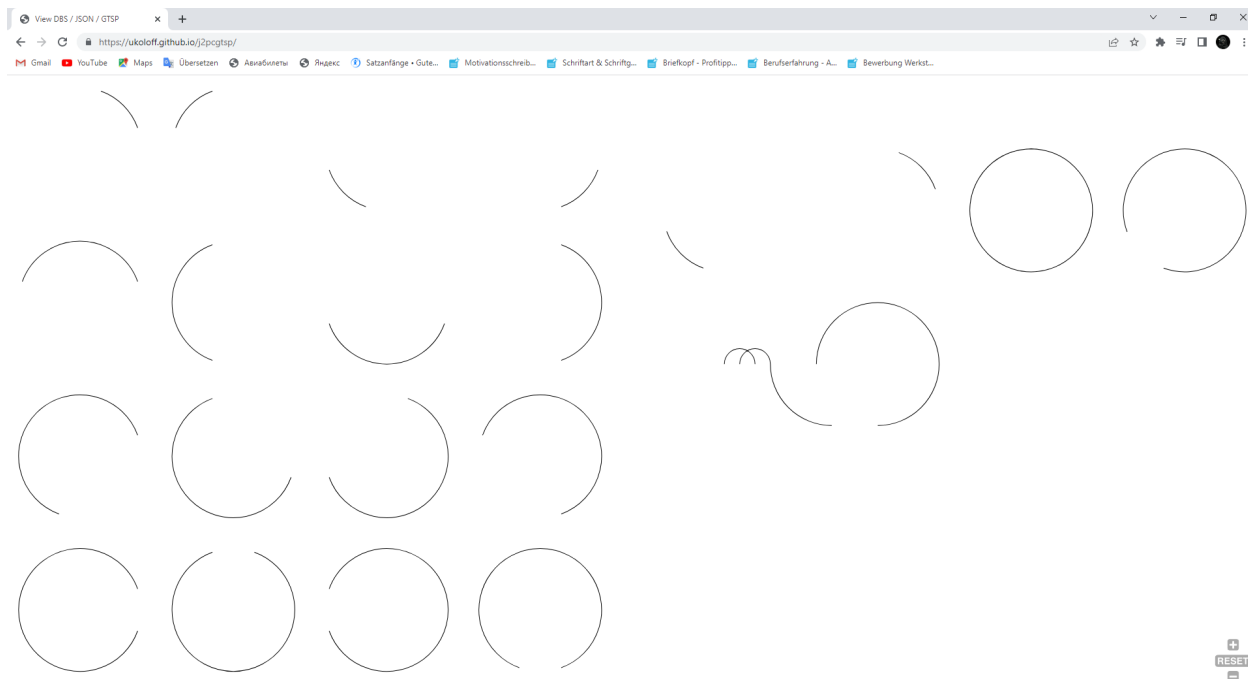 View DBS / JSON / GTSP
https://ukoloff.github.io/j2pcgtsp/
Gmail YouTube Maps Übersetzen Авиабилеты Яндекс Satzanfänge • Gute... Motivationsschreib... Schriftart & Schriftg... Briefkopf - Profitipp... Berufserfahrung - A... Bewerbung Werkst...
RESET